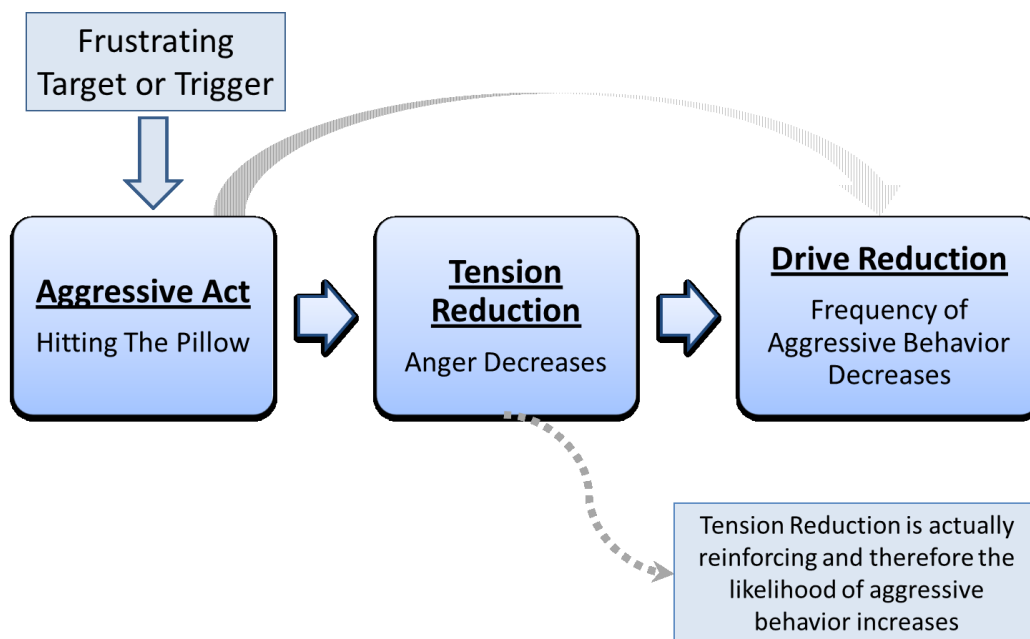 Frustrating
Target or Trigger
Aggressive Act
Hitting The Pillow
Tension
Reduction
Anger Decreases
Drive Reduction
Frequency of
Aggressive Behavior
Decreases
Tension Reduction is actually
reinforcing and therefore the
likelihood of aggressive
behavior increases